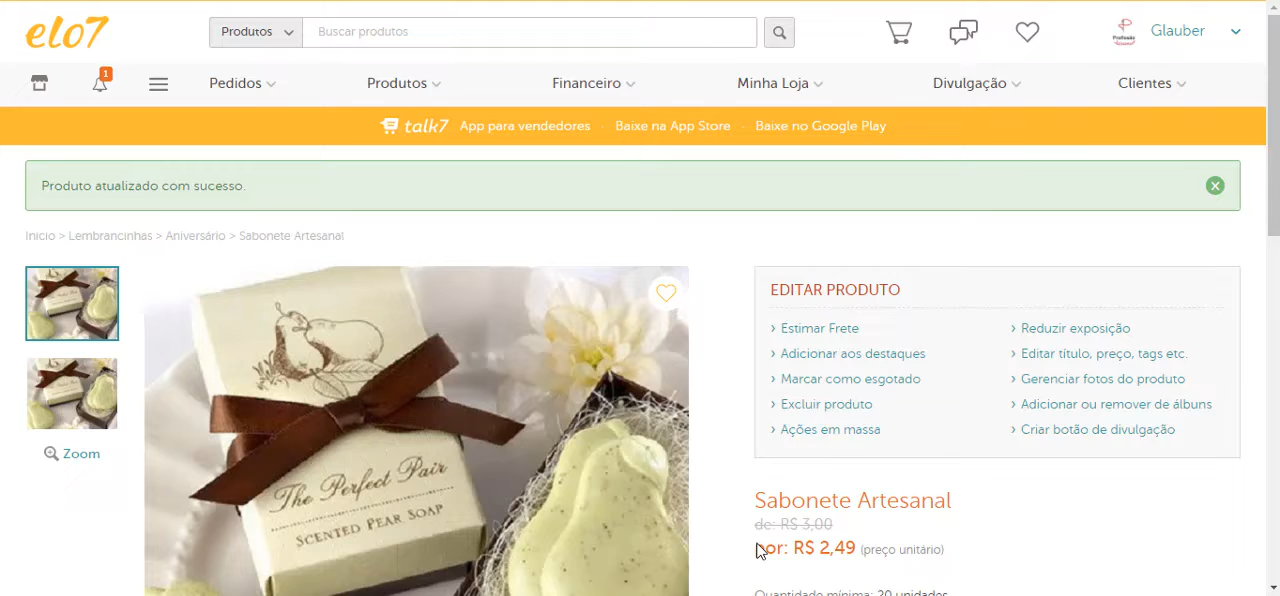 elo7
Produtos
Buscar produtos
Glauber
1
Pedidos
Produtos
Financeiro
Minha Loja
Divulgação
Clientes
talk7 App para vendedores · Baixe na App Store · Baixe no Google Play
Produto atualizado com sucesso.
Inicio > Lembrancinhas > Aniversário > Sabonete Artesanal
Zoom
The Perfect Pair
SCENTED PEAR SOAP
EDITAR PRODUTO
› Estimar Frete
› Reduzir exposição
› Adicionar aos destaques
› Editar título, preço, tags etc.
› Marcar como esgotado
› Gerenciar fotos do produto
› Excluir produto
› Adicionar ou remover de álbuns
› Ações em massa
› Criar botão de divulgação
Sabonete Artesanal
de: R$ 3,00
por: R$ 2,49 (preço unitário)
Quantidade mínima: 20 unidades